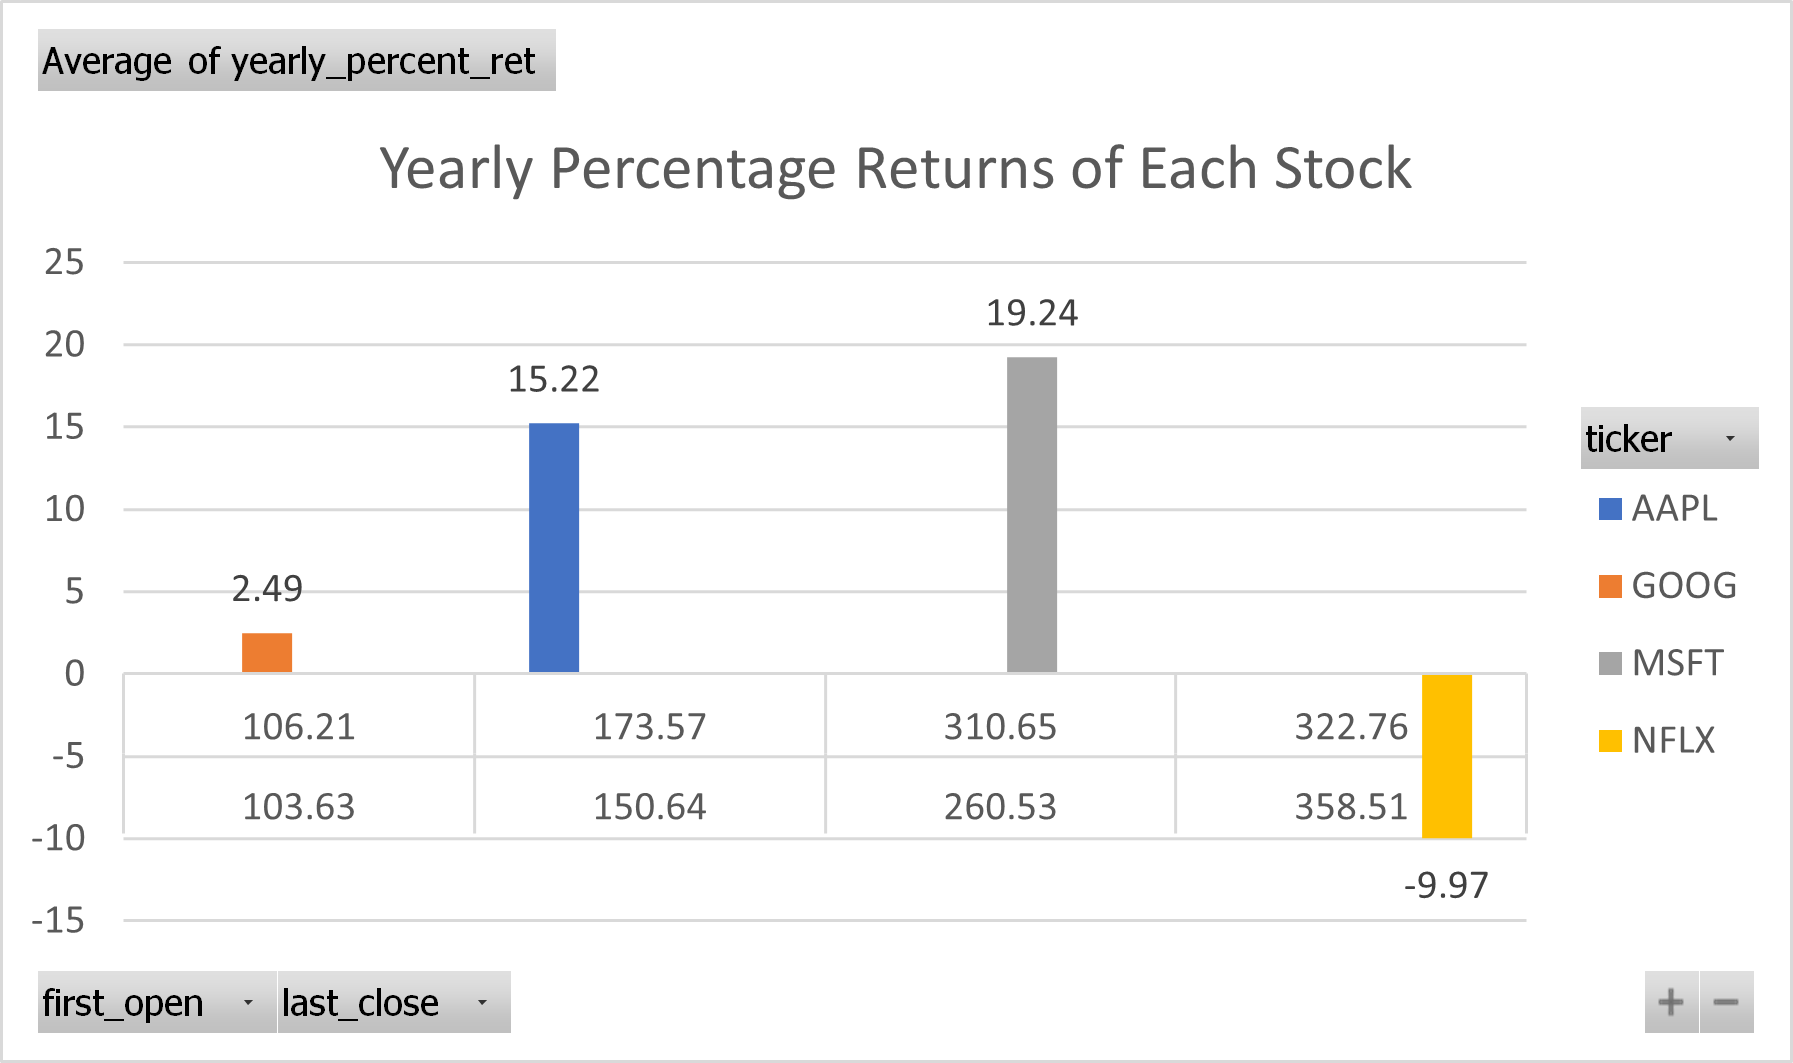 Average of yearly_percent_ret
Yearly Percentage Returns of Each Stock
25
20
15
10
5
0
-5
-10
-15
2.49
15.22
19.24
-9.97
106.21 173.57 310.65 322.76
103.63 150.64 260.53 358.51
ticker
AAPL
GOOG
MSFT
NFLX
first_open last_close
+ −